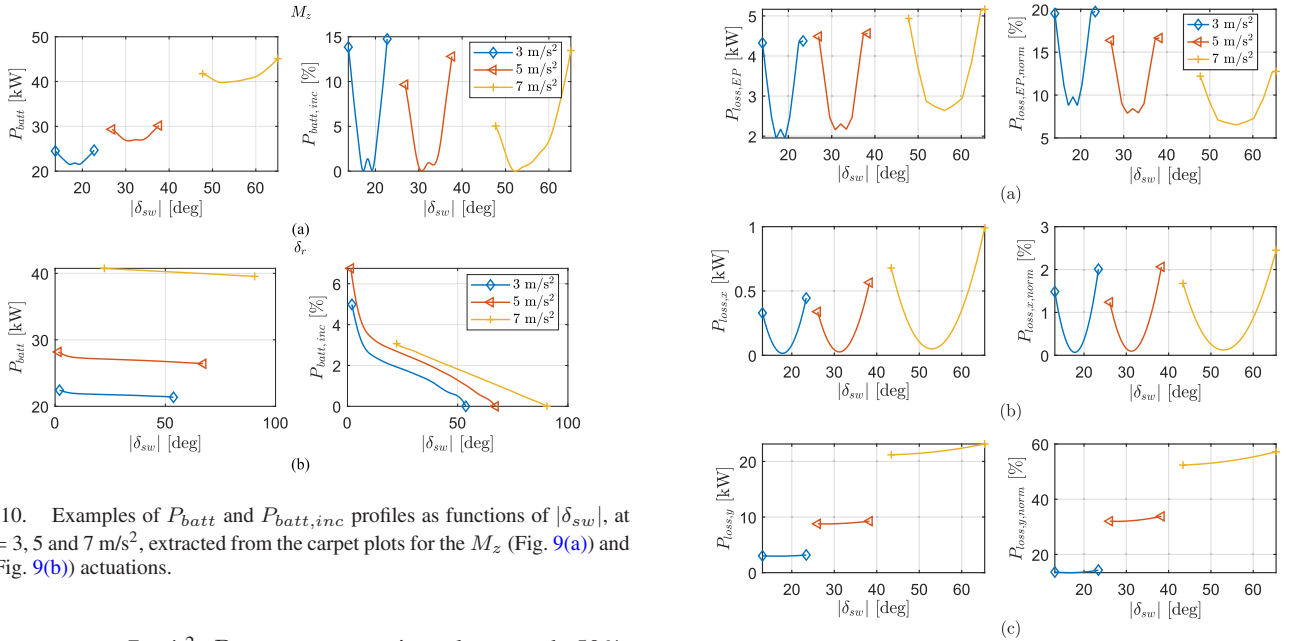 M_z
50
40
30
20
P_batt [kW]
20 30 40 50 60
|δ_sw| [deg]
15
10
5
0
P_batt,inc [%]
3 m/s²
5 m/s²
7 m/s²
20 30 40 50 60
|δ_sw| [deg]
(a)
δ_r
40
30
20
P_batt [kW]
0 50 100
|δ_sw| [deg]
6
4
2
0
P_batt,inc [%]
3 m/s²
5 m/s²
7 m/s²
0 50 100
|δ_sw| [deg]
(b)
10. Examples of P_batt and P_batt,inc profiles as functions of |δ_sw|, at
= 3, 5 and 7 m/s², extracted from the carpet plots for the M_z (Fig. 9(a)) and
Fig. 9(b)) actuations.
5
4
3
2
P_loss,EP [kW]
20 30 40 50 60
|δ_sw| [deg]
20
15
10
5
P_loss,EP,norm [%]
3 m/s²
5 m/s²
7 m/s²
20 30 40 50 60
|δ_sw| [deg]
(a)
1
0.5
0
P_loss,x [kW]
20 30 40 50 60
|δ_sw| [deg]
3
2
1
0
P_loss,x,norm [%]
20 30 40 50 60
|δ_sw| [deg]
(b)
20
10
0
P_loss,y [kW]
20 30 40 50 60
|δ_sw| [deg]
60
40
20
P_loss,y,norm [%]
20 30 40 50 60
|δ_sw| [deg]
(c)